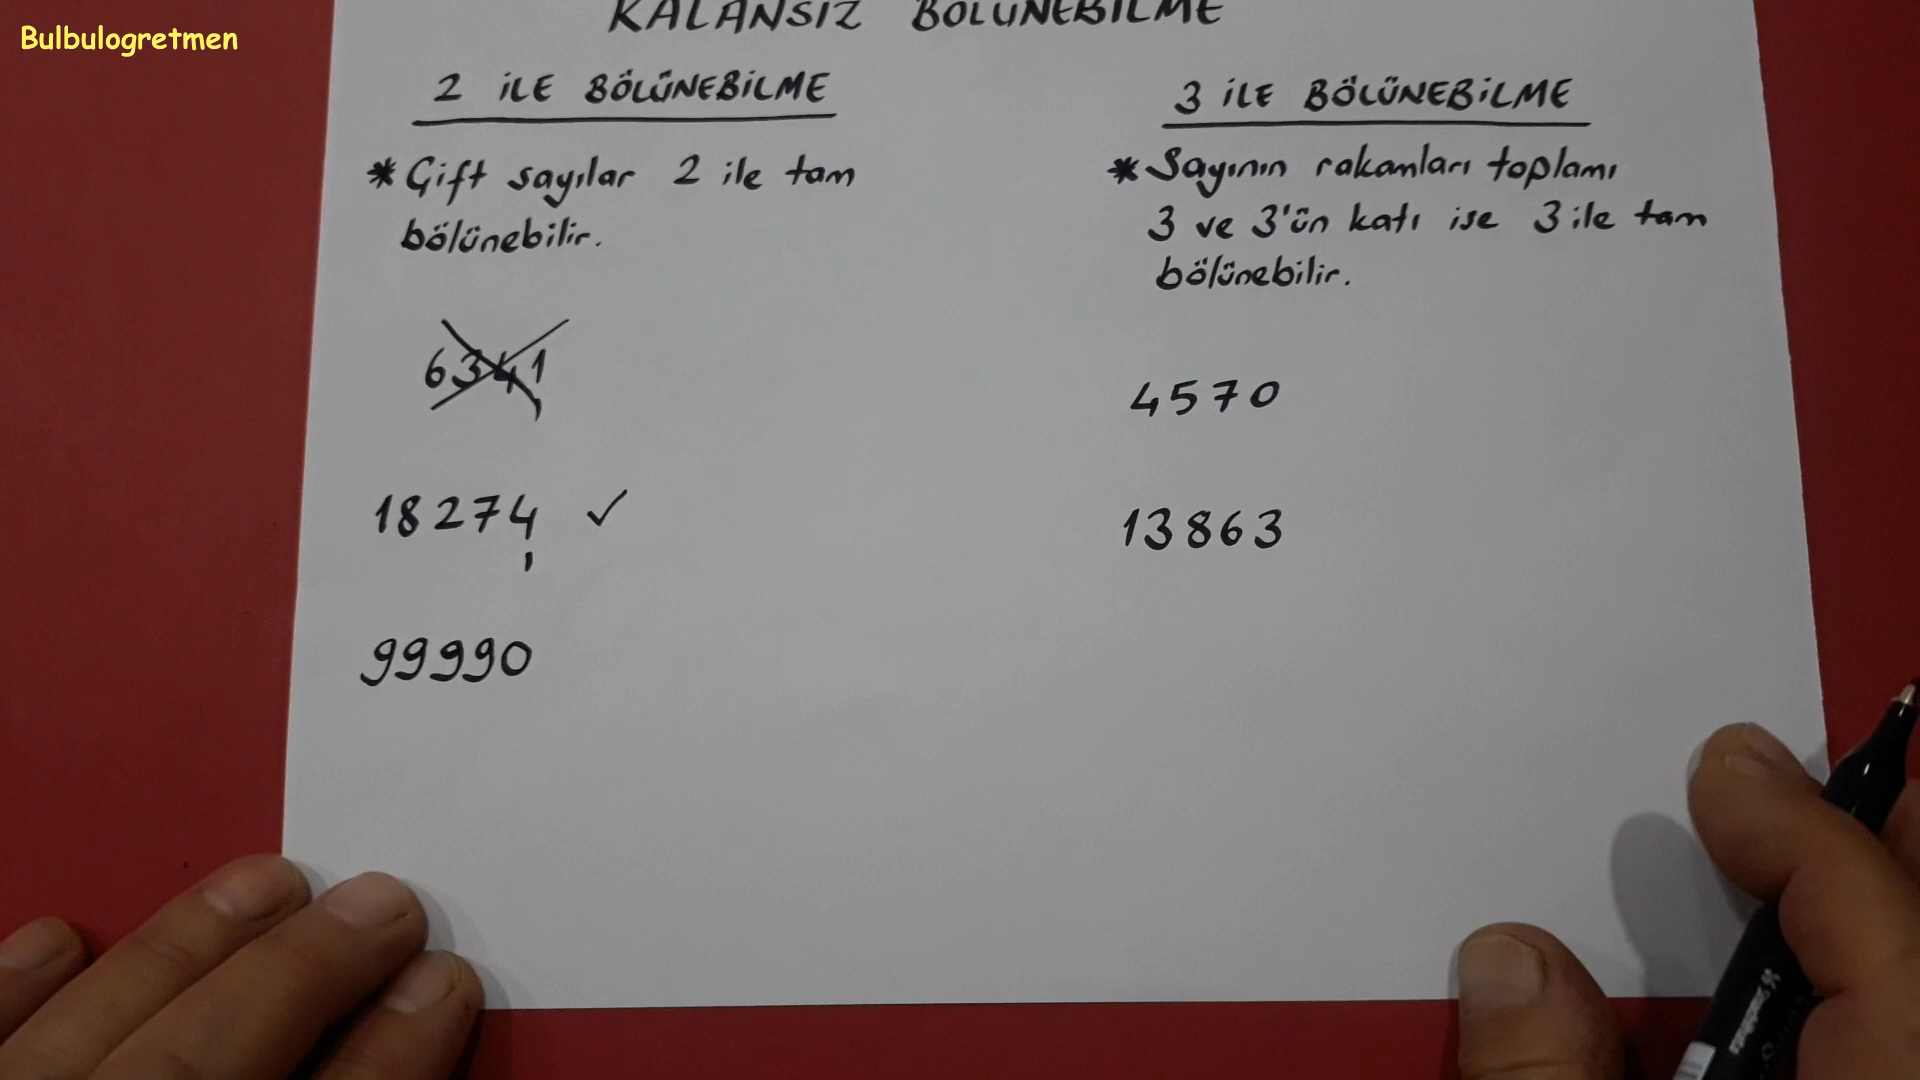 Bulbulogretmen
KALANSIZ BÖLÜNEBİLME
2 İLE BÖLÜNEBİLME
* Çift sayılar 2 ile tam
bölünebilir.
6341
18274 ✓
99990
3 İLE BÖLÜNEBİLME
* Sayının rakamları toplamı
3 ve 3'ün katı ise 3 ile tam
bölünebilir.
4570
13863